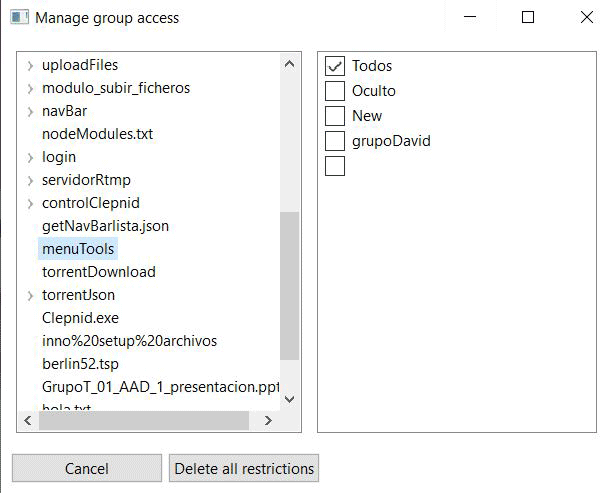 Manage group access
uploadFiles
modulo_subir_ficheros
navBar
nodeModules.txt
login
servidorRtmp
controlClepnid
getNavBarlista.json
menuTools
torrentDownload
torrentJson
Clepnid.exe
inno%20setup%20archivos
berlin52.tsp
GrupoT_01_AAD_1_presentacion.ppt
hola.txt
Todos
Oculto
New
grupoDavid
Cancel
Delete all restrictions